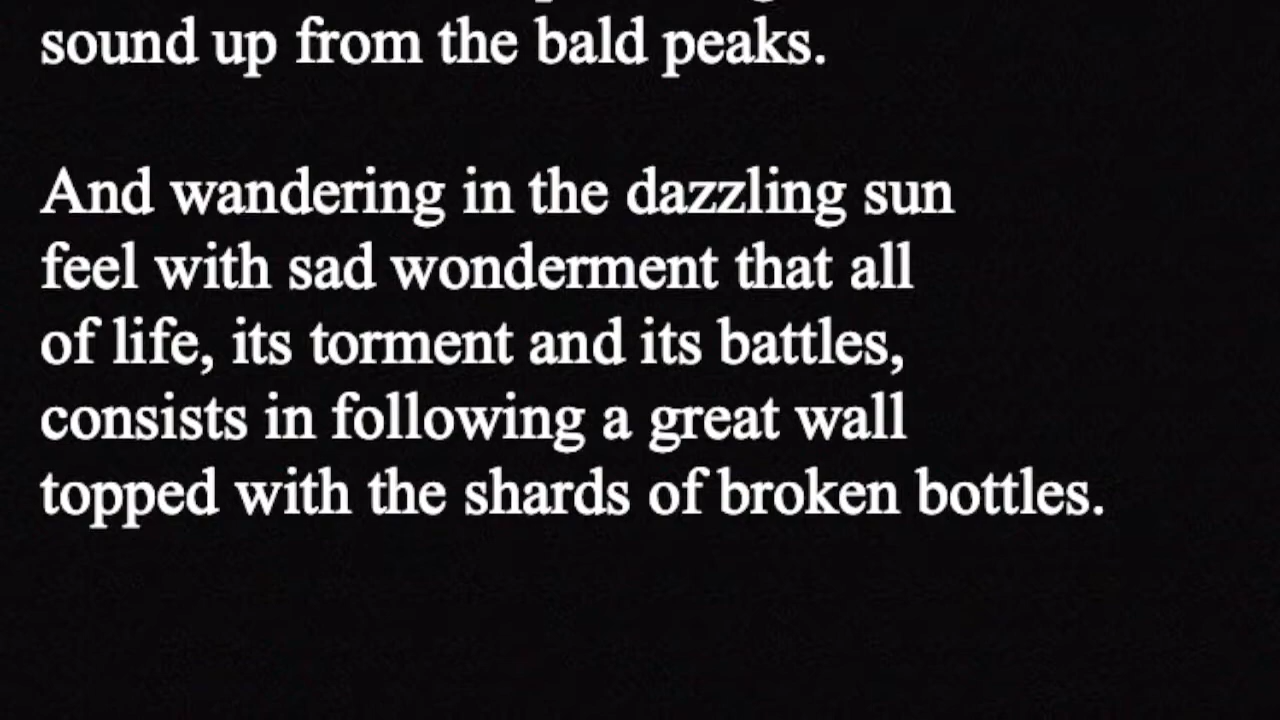 sound up from the bald peaks.
And wandering in the dazzling sun
feel with sad wonderment that all
of life, its torment and its battles,
consists in following a great wall
topped with the shards of broken bottles.